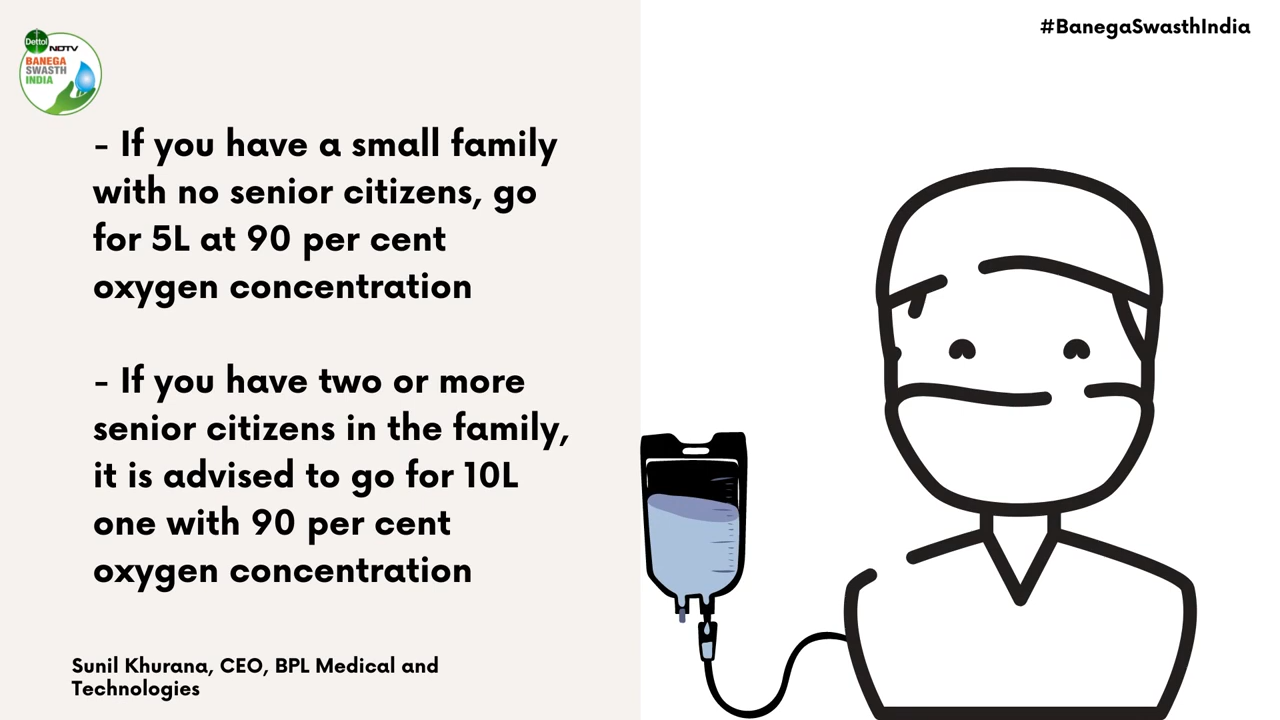 #BanegaSwasthIndia
Dettol NDTV
BANEGA
SWASTH
INDIA
- If you have a small family
with no senior citizens, go
for 5L at 90 per cent
oxygen concentration
- If you have two or more
senior citizens in the family,
it is advised to go for 10L
one with 90 per cent
oxygen concentration
Sunil Khurana, CEO, BPL Medical and
Technologies